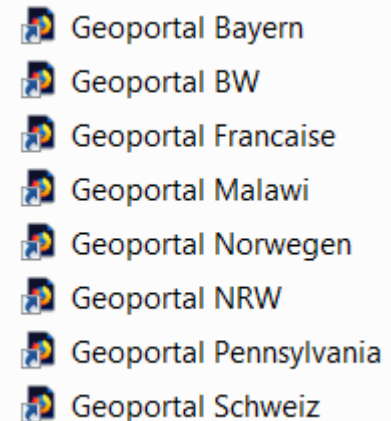 Geoportal Bayern
Geoportal BW
Geoportal Francaise
Geoportal Malawi
Geoportal Norwegen
Geoportal NRW
Geoportal Pennsylvania
Geoportal Schweiz